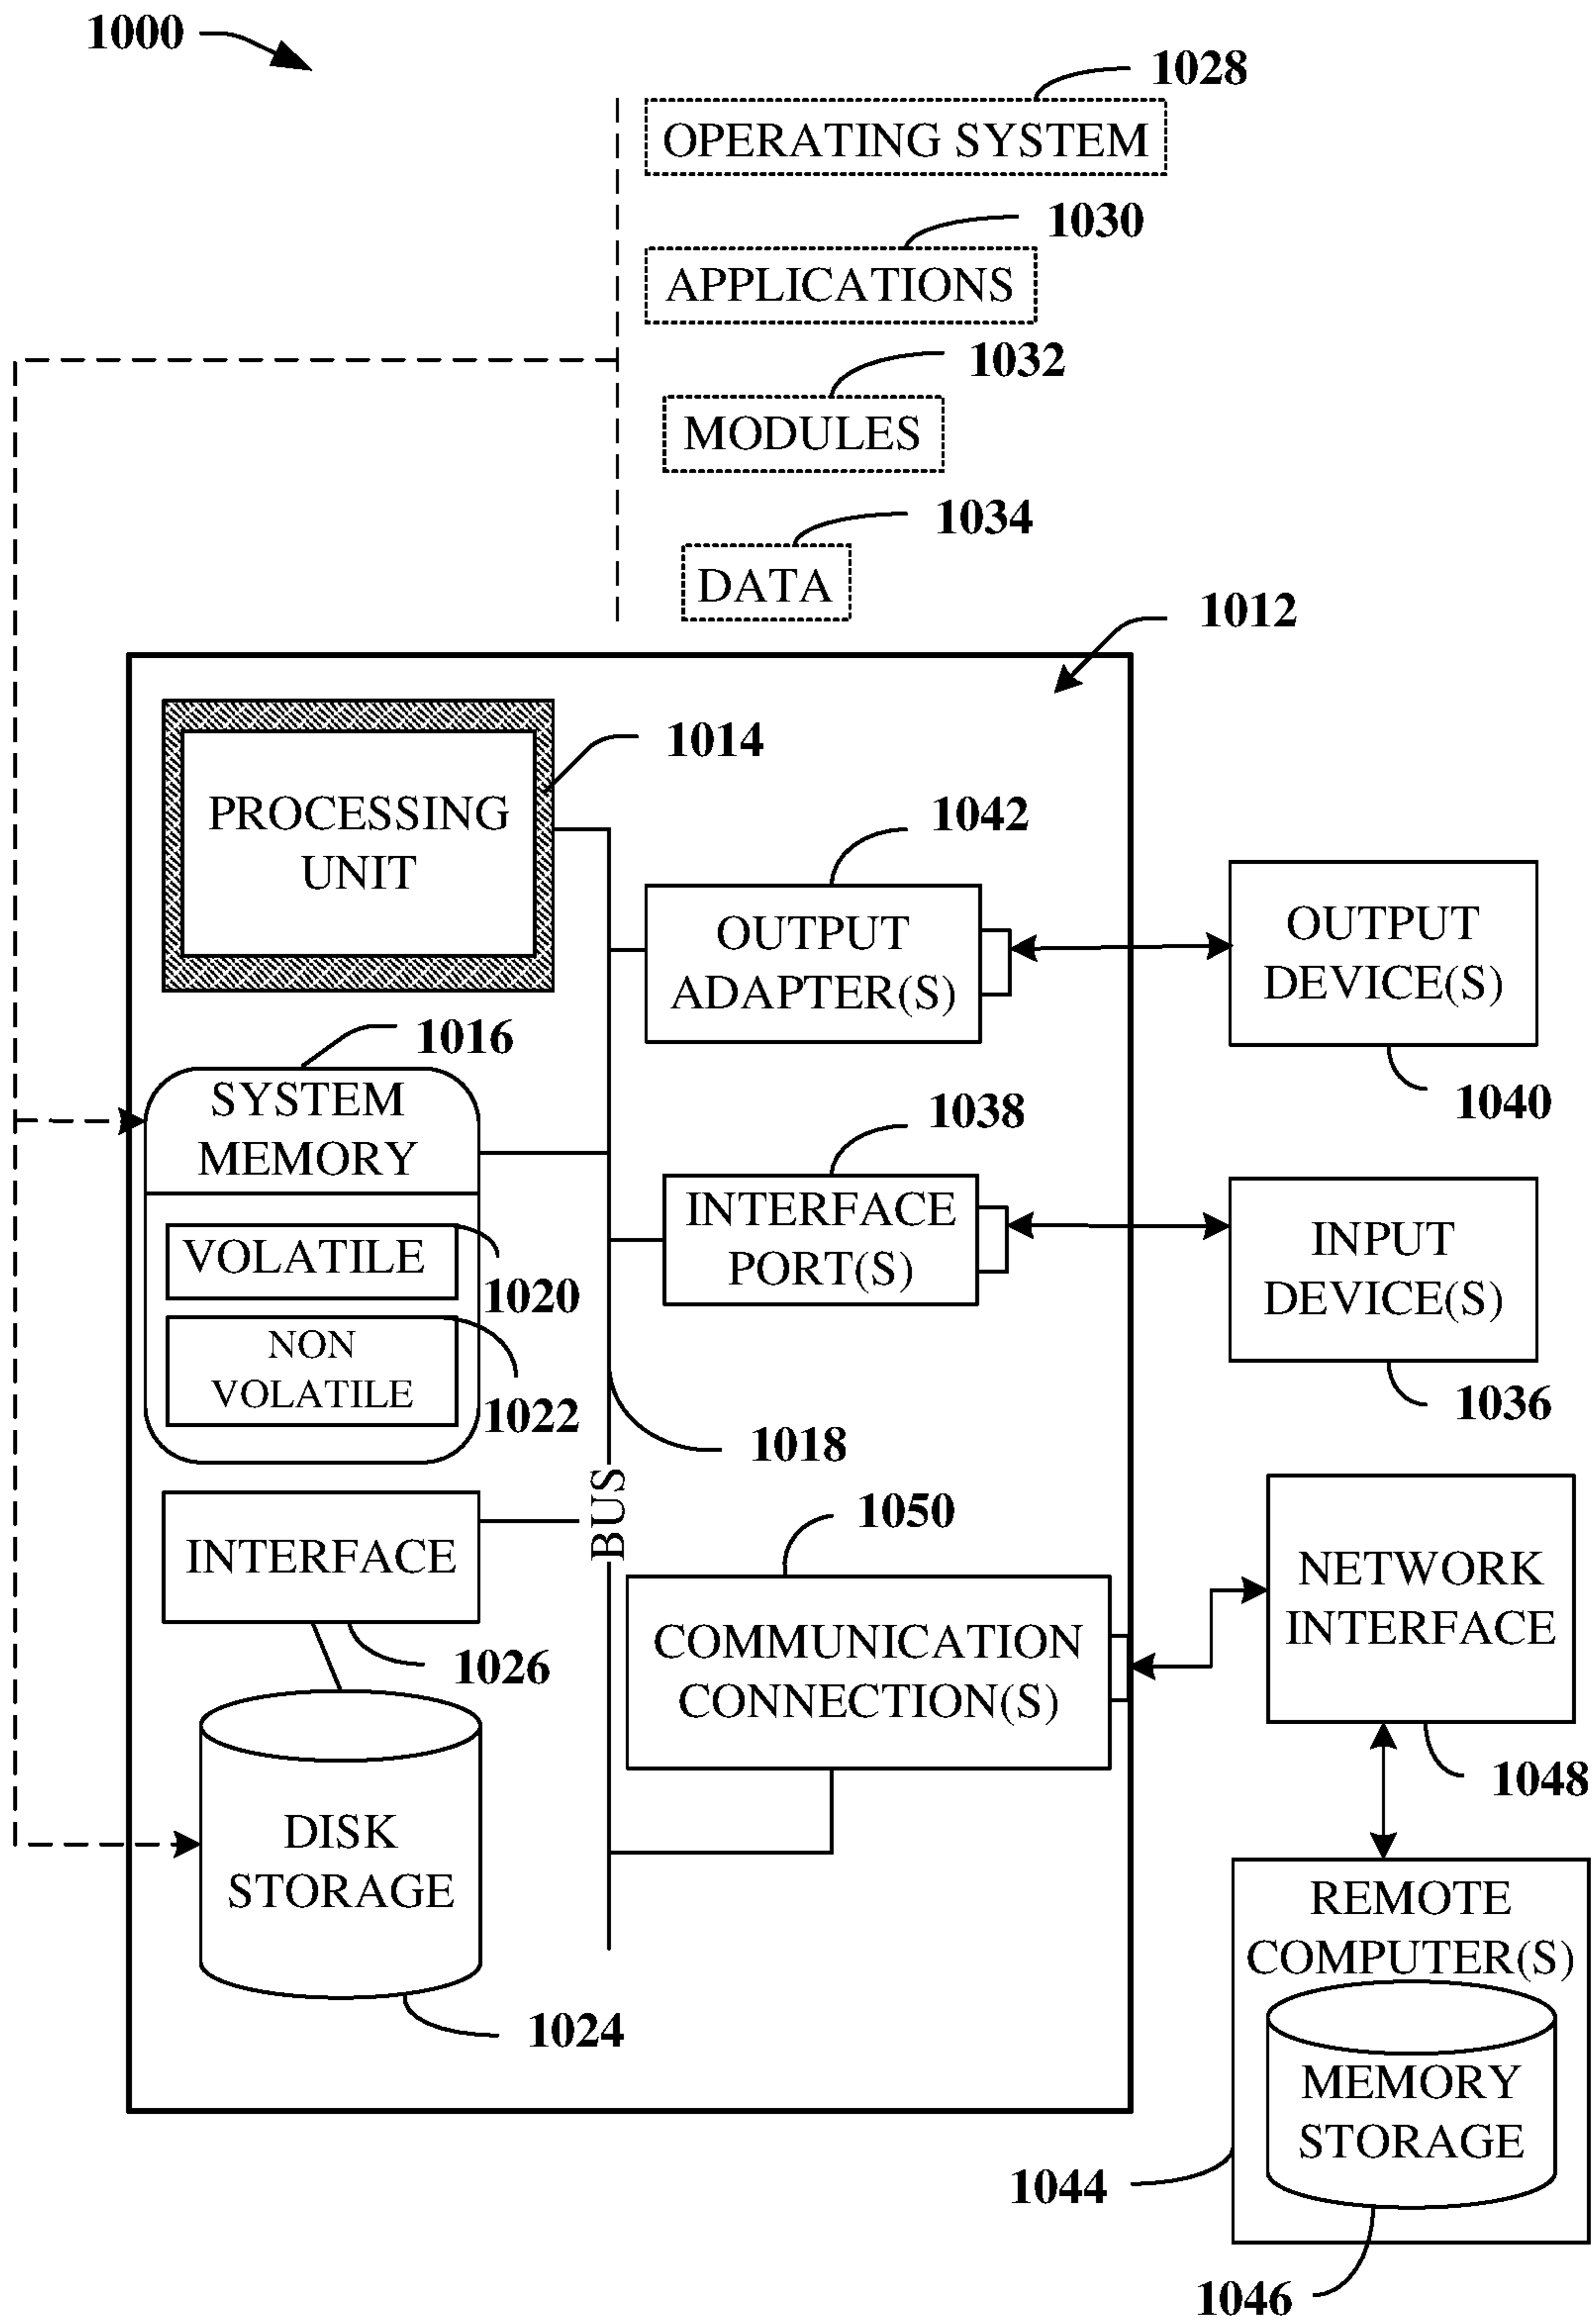 1000
1028
OPERATING SYSTEM
1030
APPLICATIONS
1032
MODULES
1034
DATA
1012
1014
PROCESSING
UNIT
1042
OUTPUT
ADAPTER(S)
OUTPUT
DEVICE(S)
1040
1016
SYSTEM
MEMORY
1038
INTERFACE
PORT(S)
INPUT
DEVICE(S)
1036
VOLATILE
1020
NON
VOLATILE
1022
1018
BUS
INTERFACE
1026
1050
COMMUNICATION
CONNECTION(S)
NETWORK
INTERFACE
1048
DISK
STORAGE
1024
REMOTE
COMPUTER(S)
MEMORY
STORAGE
1044
1046